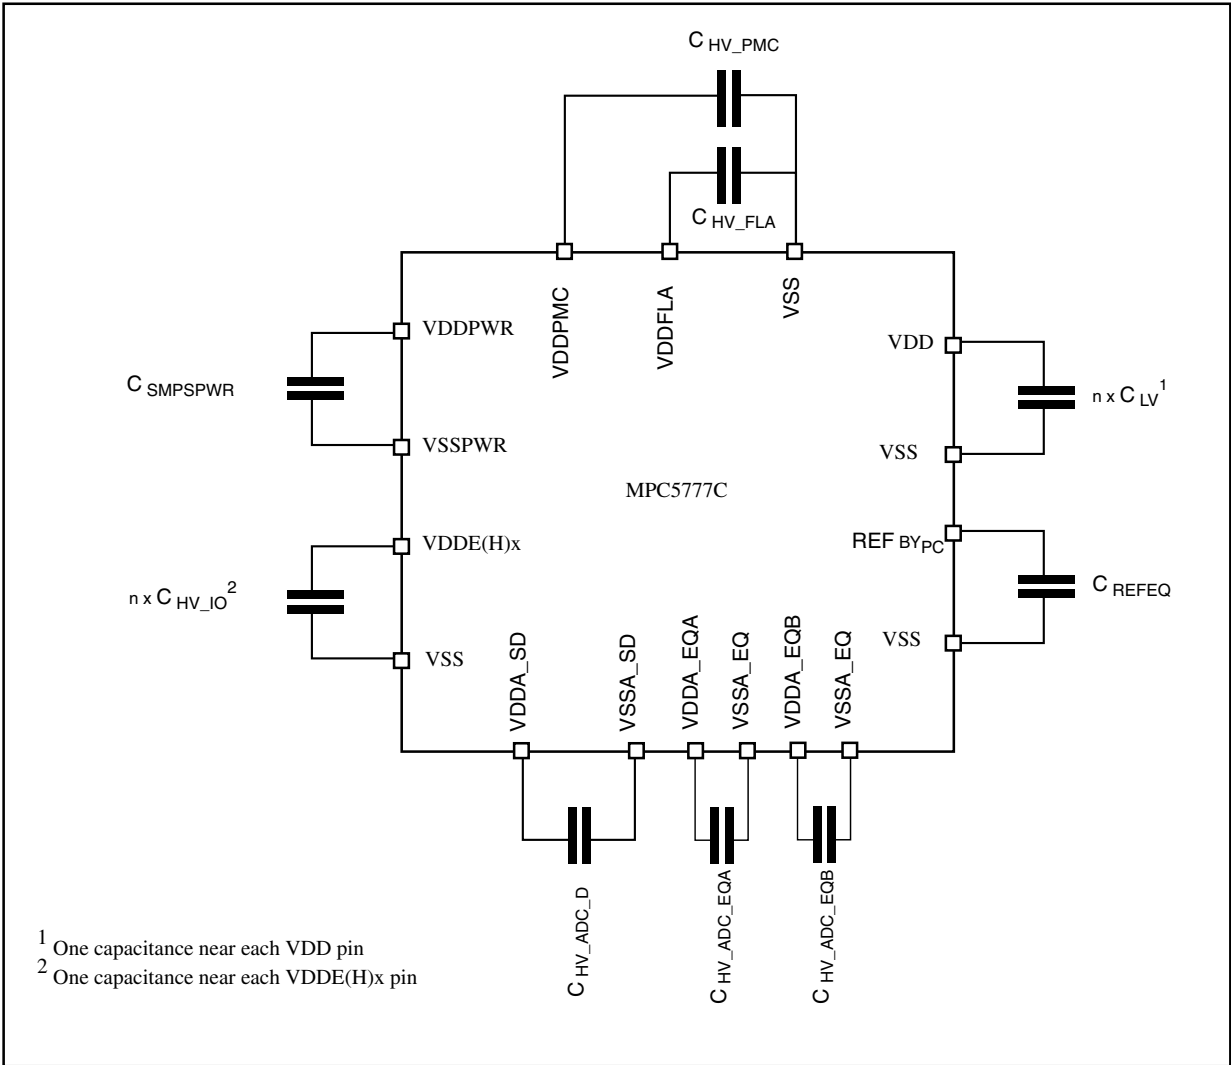 C HV_PMC
C HV_FLA
VDDPMC
VDDFLA
VSS
VDDPWR
VDD
C SMPSPWR
n x C LV 1
VSSPWR
VSS
MPC5777C
VDDE(H)x
REF BYPC
n x C HV_IO 2
C REFEQ
VSS
VSS
VDDA_SD
VSSA_SD
VDDA_EQA
VSSA_EQ
VDDA_EQB
VSSA_EQ
C HV_ADC_D
C HV_ADC_EQA
C HV_ADC_EQB
1 One capacitance near each VDD pin
2 One capacitance near each VDDE(H)x pin